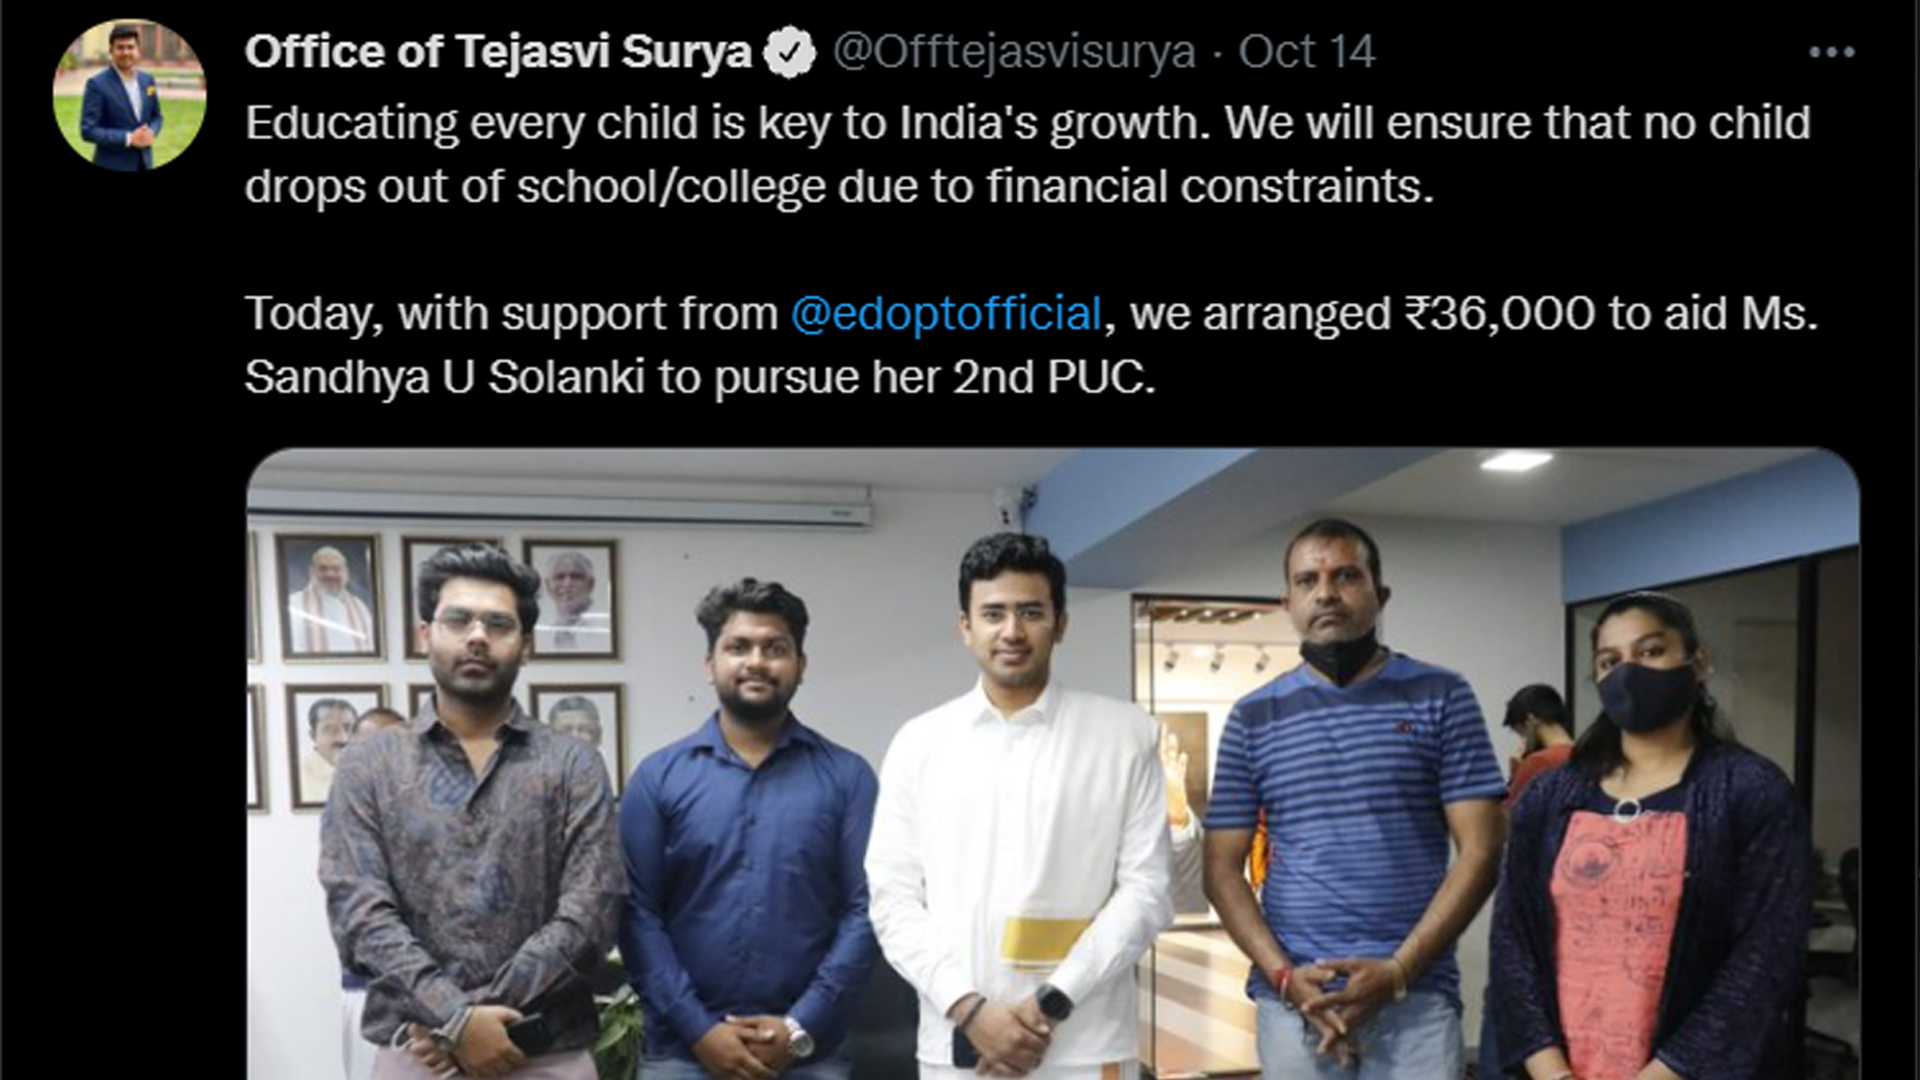 Office of Tejasvi Surya @Offtejasvisurya · Oct 14
Educating every child is key to India's growth. We will ensure that no child
drops out of school/college due to financial constraints.
Today, with support from @edoptofficial, we arranged ₹36,000 to aid Ms.
Sandhya U Solanki to pursue her 2nd PUC.